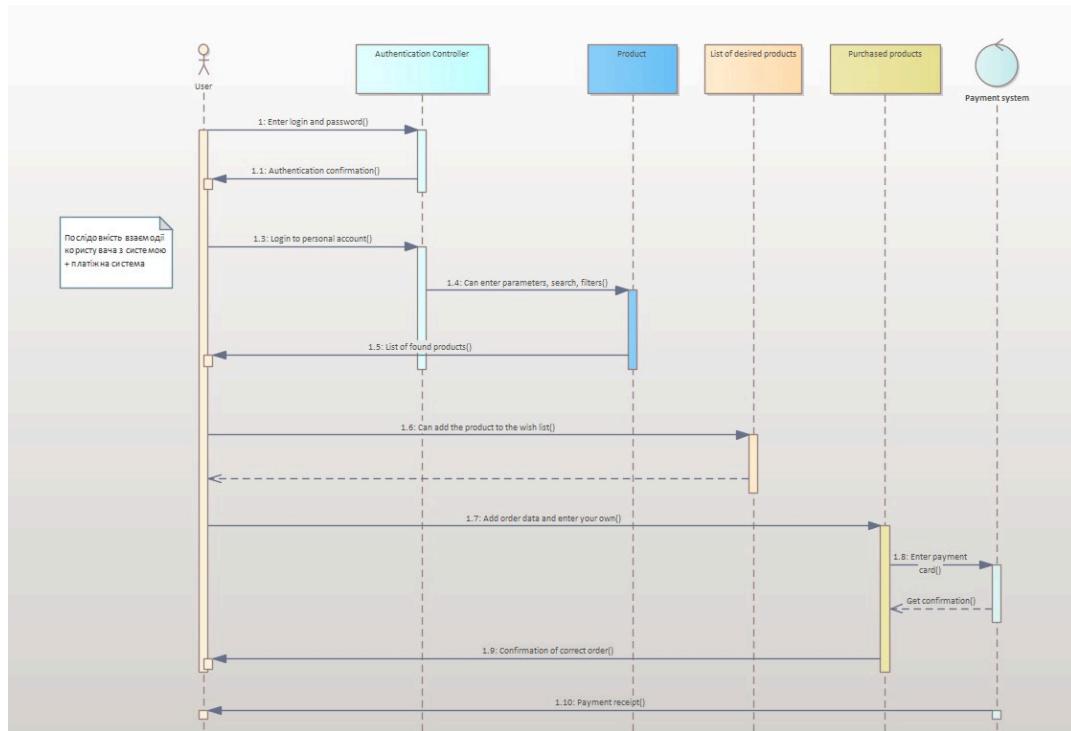 User
Authentication Controller
Product
List of desired products
Purchased products
Payment system
1: Enter login and password()
1.1: Authentication confirmation()
Послідовність взаємодії
користувача з системою
+ платіжна система
1.3: Login to personal account()
1.4: Can enter parameters, search, filters()
1.5: List of found products()
1.6: Can add the product to the wish list()
1.7: Add order data and enter your own()
1.8: Enter payment
card()
Get confirmation()
1.9: Confirmation of correct order()
1.10: Payment receipt()